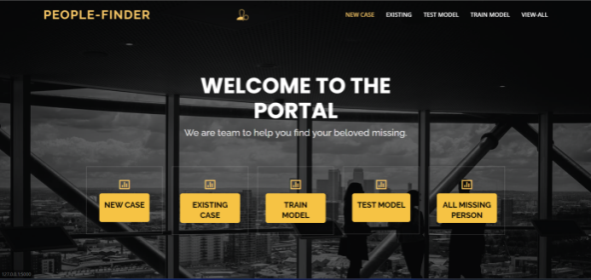 PEOPLE-FINDER
NEW CASE EXISTING TEST MODEL TRAIN MODEL VIEW-ALL
WELCOME TO THE
PORTAL
We are team to help you find your beloved missing.
NEW CASE
EXISTING
CASE
TRAIN
MODEL
TEST MODEL
ALL MISSING
PERSON